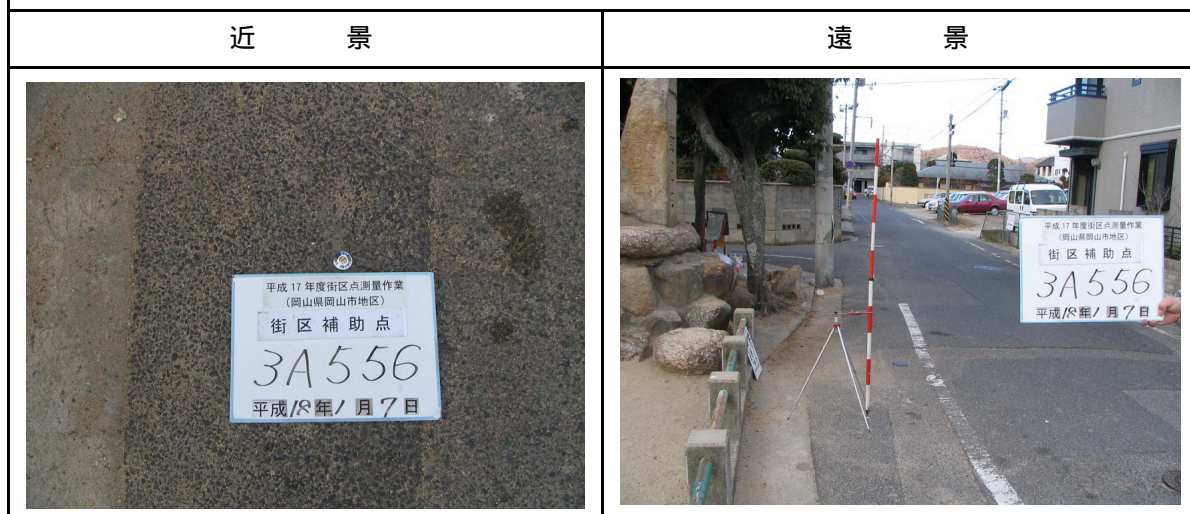 近景
遠景
平成17年度街区点測量作業
(岡山県岡山市地区)
街区補助点
3A556
平成18年1月7日
平成17年度街区点測量作業
(岡山県岡山市地区)
街区補助点
3A556
平成18年1月7日